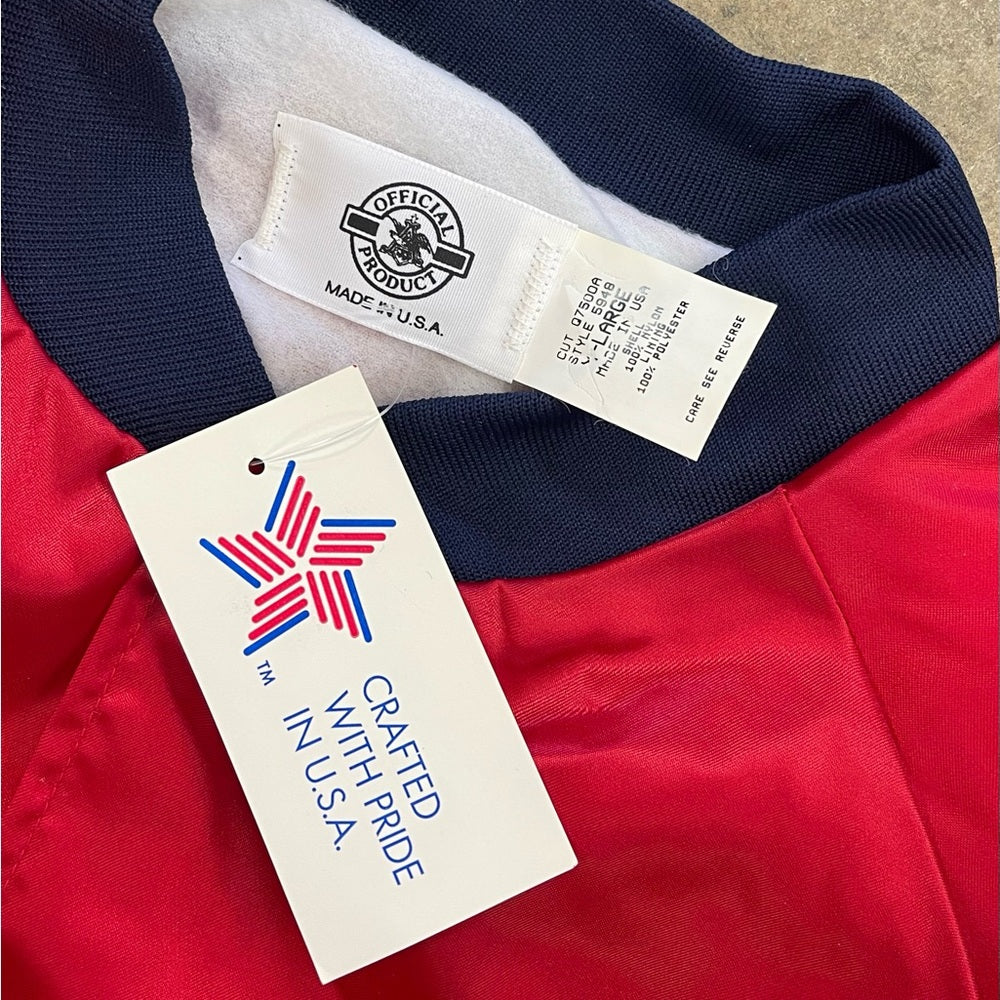 OFFICIAL
PRODUCT
MADE IN U.S.A.
CUT Q7500A
STYLE 5948
X-LARGE
MADE IN USA
SHELL
100% NYLON
LINING
100% POLYESTER
CARE SEE REVERSE
TM
CRAFTED
WITH PRIDE
IN U.S.A.